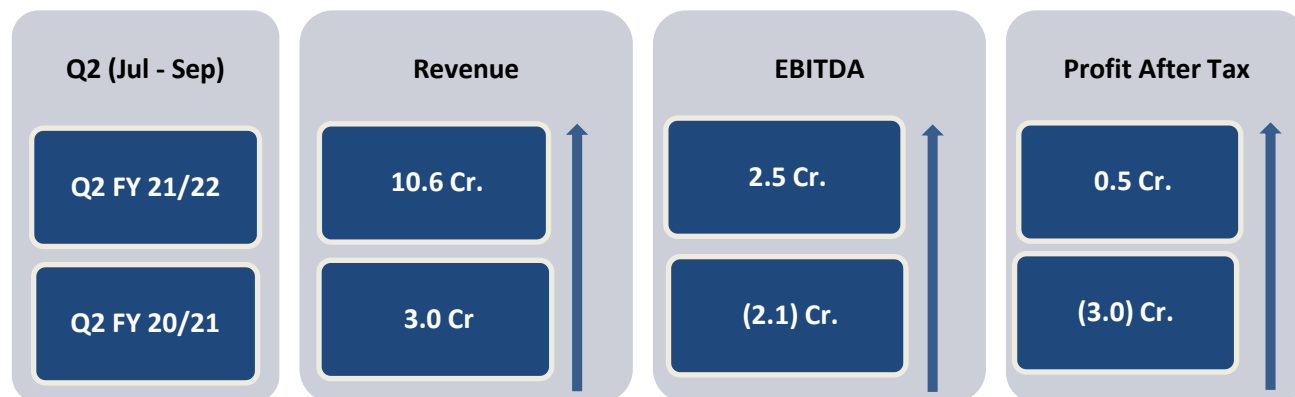 Q2 (Jul - Sep)
Revenue
EBITDA
Profit After Tax
Q2 FY 21/22
10.6 Cr.
2.5 Cr.
0.5 Cr.
Q2 FY 20/21
3.0 Cr
(2.1) Cr.
(3.0) Cr.